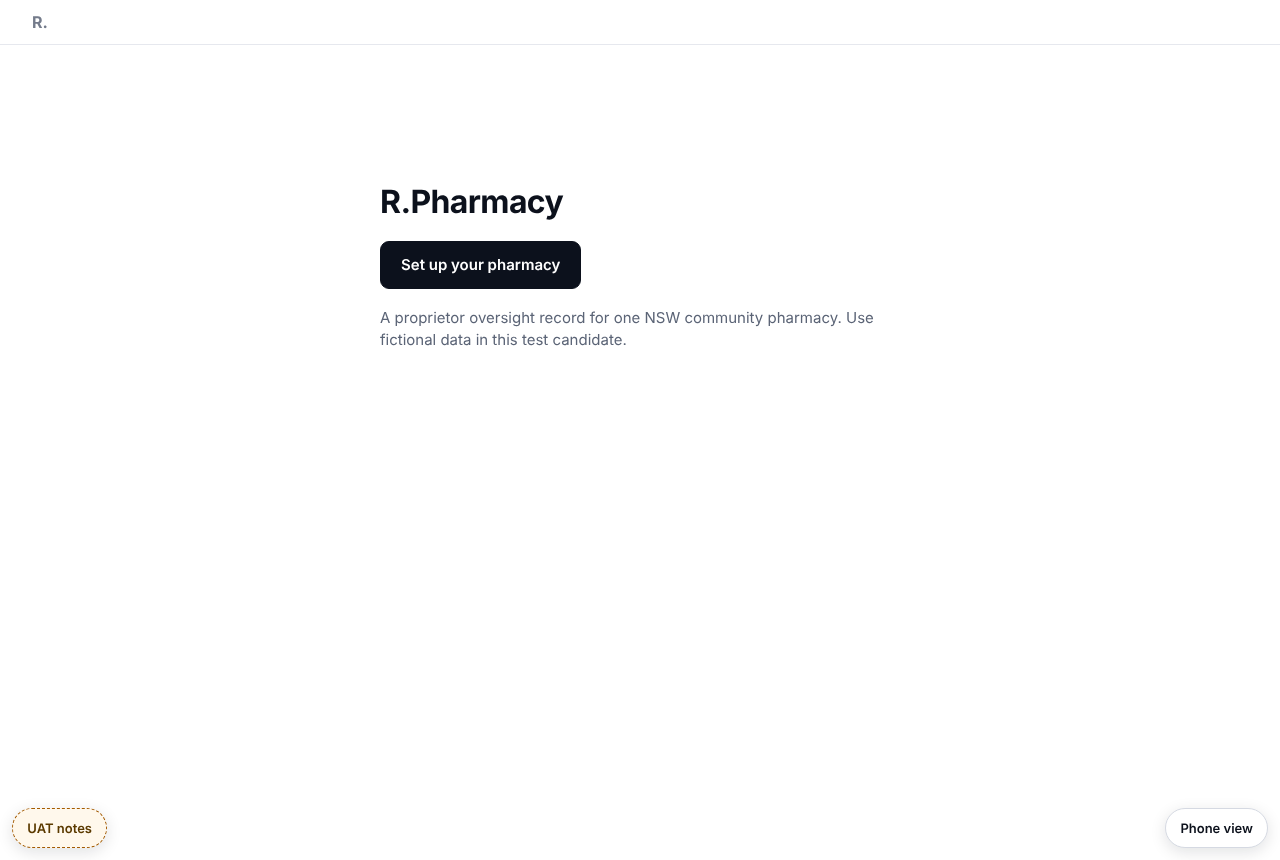 R.
R.Pharmacy
Set up your pharmacy
A proprietor oversight record for one NSW community pharmacy. Use
fictional data in this test candidate.
UAT notes
Phone view